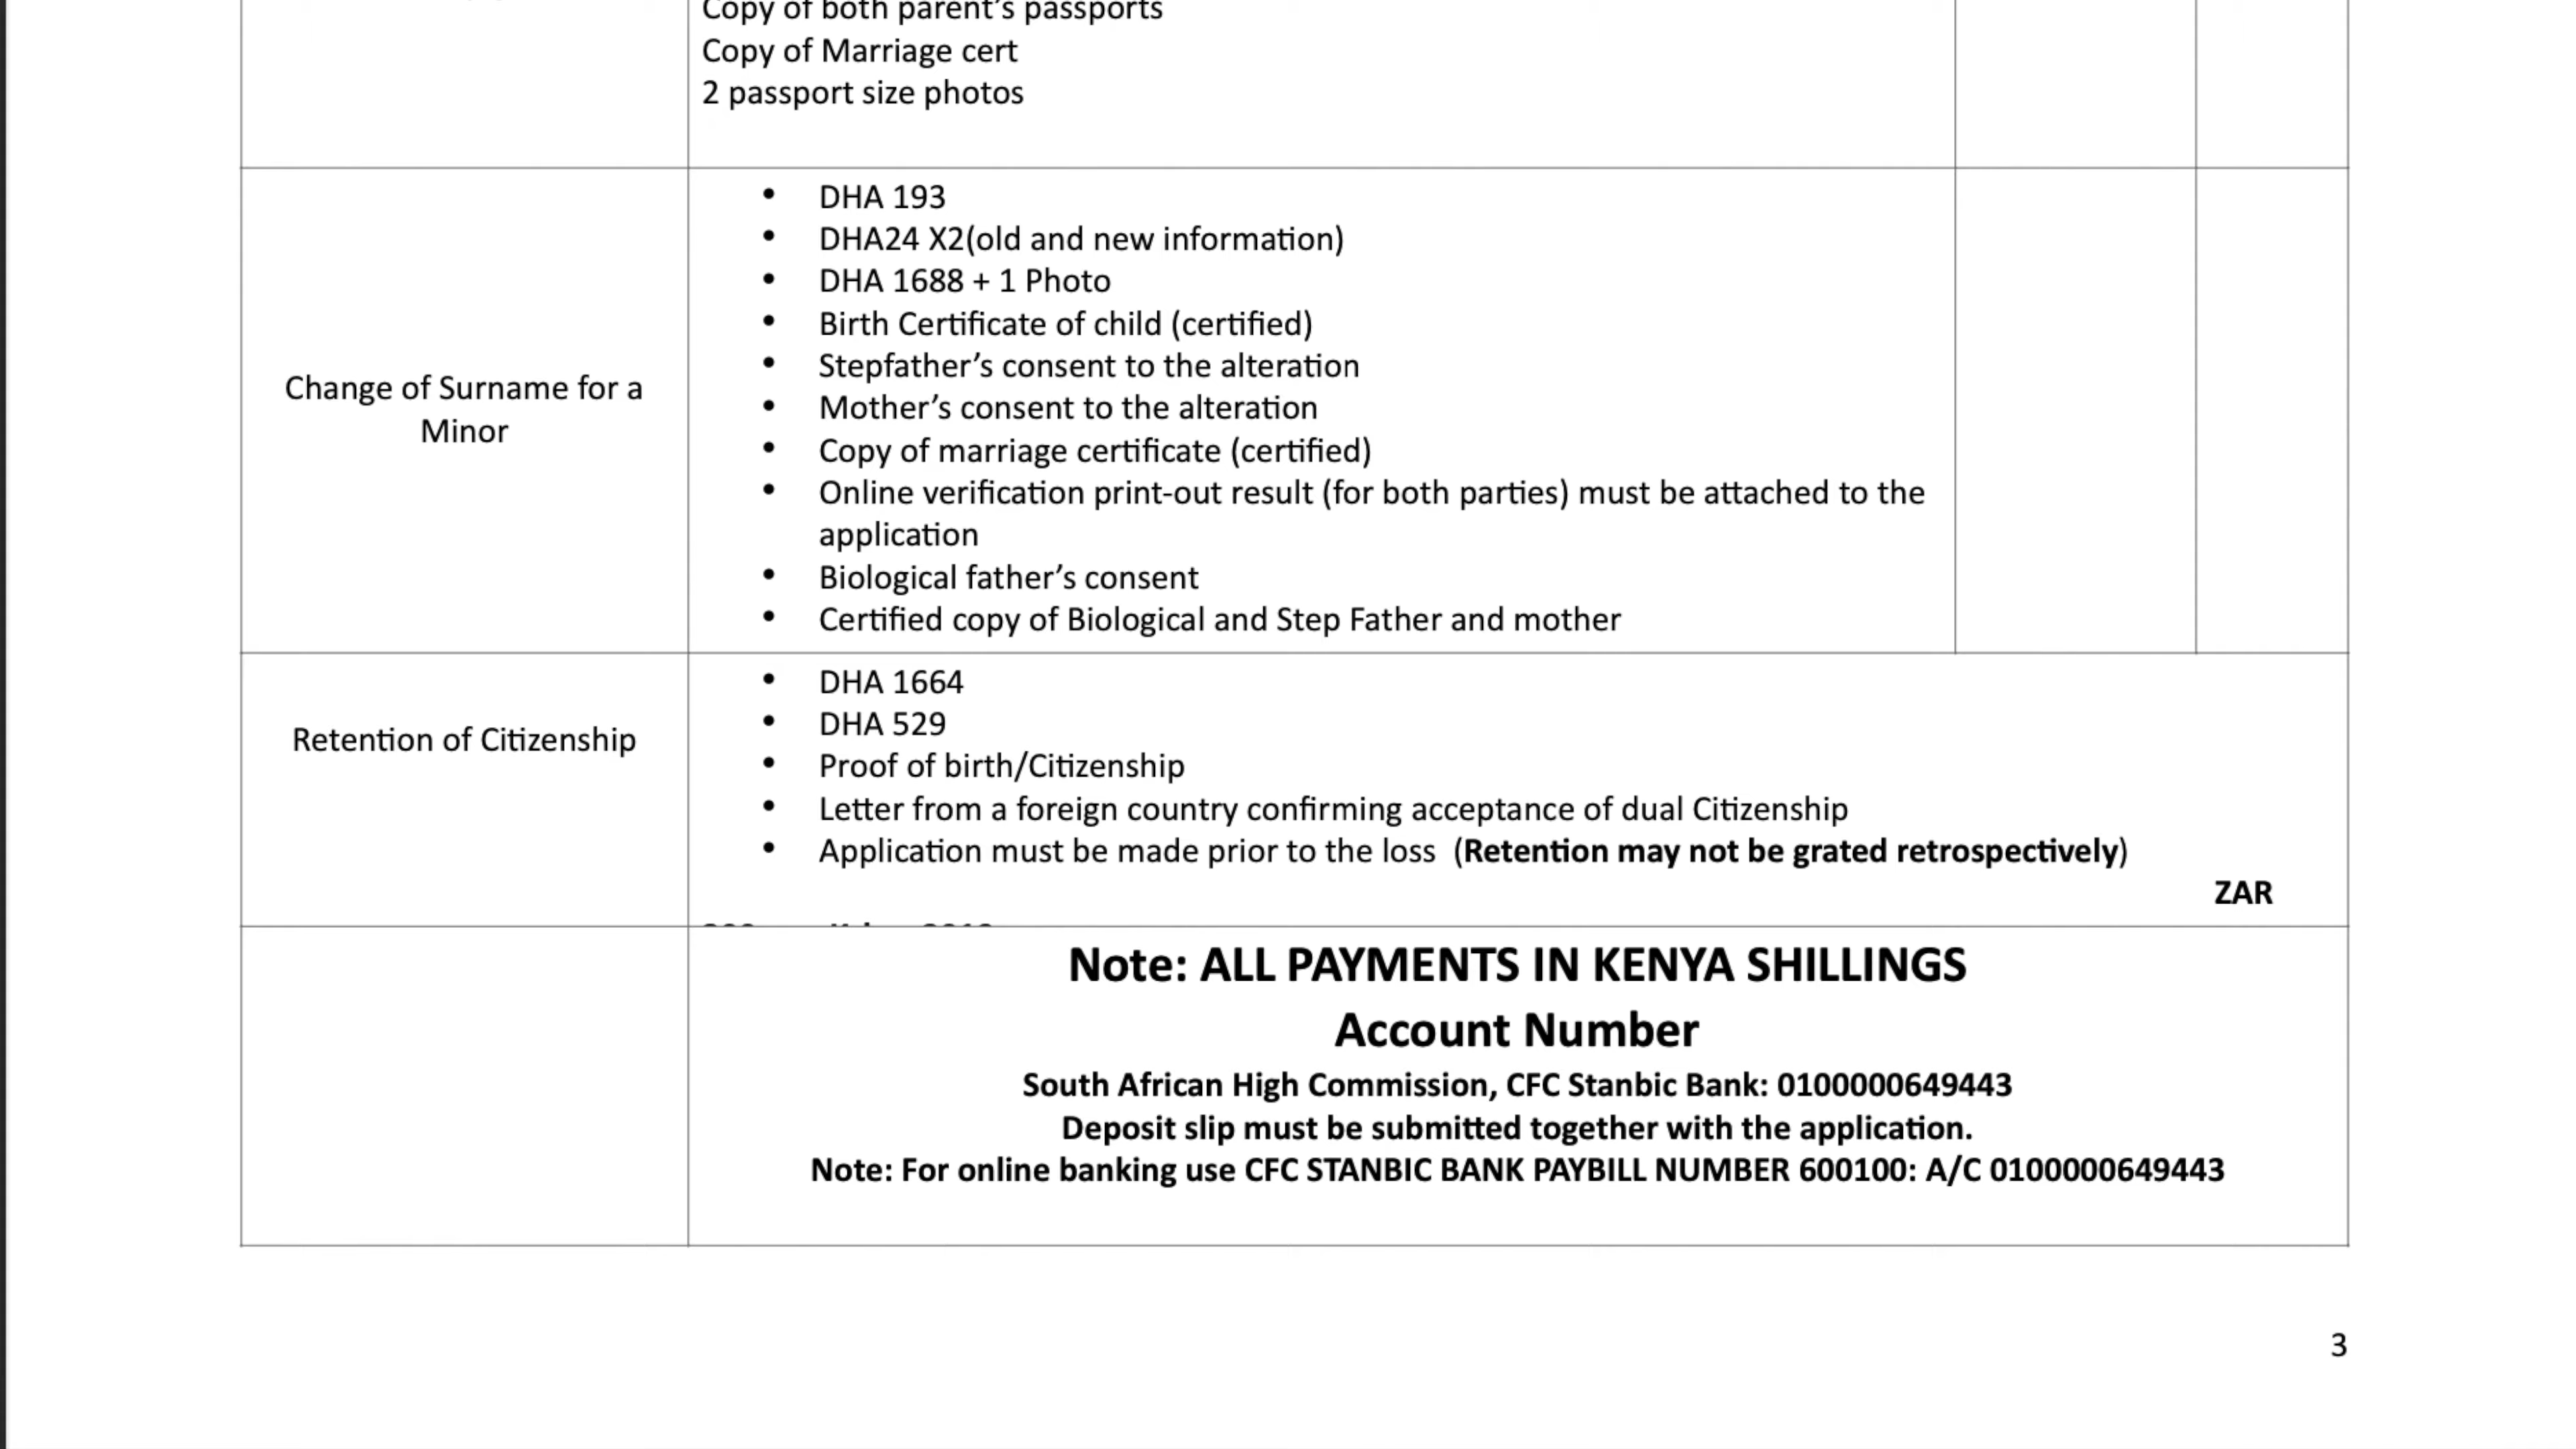 Copy of both parent's passports
Copy of Marriage cert
2 passport size photos
Change of Surname for a
Minor
• DHA 193
• DHA24 X2(old and new information)
• DHA 1688 + 1 Photo
• Birth Certificate of child (certified)
• Stepfather’s consent to the alteration
• Mother’s consent to the alteration
• Copy of marriage certificate (certified)
• Online verification print-out result (for both parties) must be attached to the
application
• Biological father’s consent
• Certified copy of Biological and Step Father and mother
Retention of Citizenship
• DHA 1664
• DHA 529
• Proof of birth/Citizenship
• Letter from a foreign country confirming acceptance of dual Citizenship
• Application must be made prior to the loss (Retention may not be grated retrospectively)
ZAR
Note: ALL PAYMENTS IN KENYA SHILLINGS
Account Number
South African High Commission, CFC Stanbic Bank: 0100000649443
Deposit slip must be submitted together with the application.
Note: For online banking use CFC STANBIC BANK PAYBILL NUMBER 600100: A/C 0100000649443
3